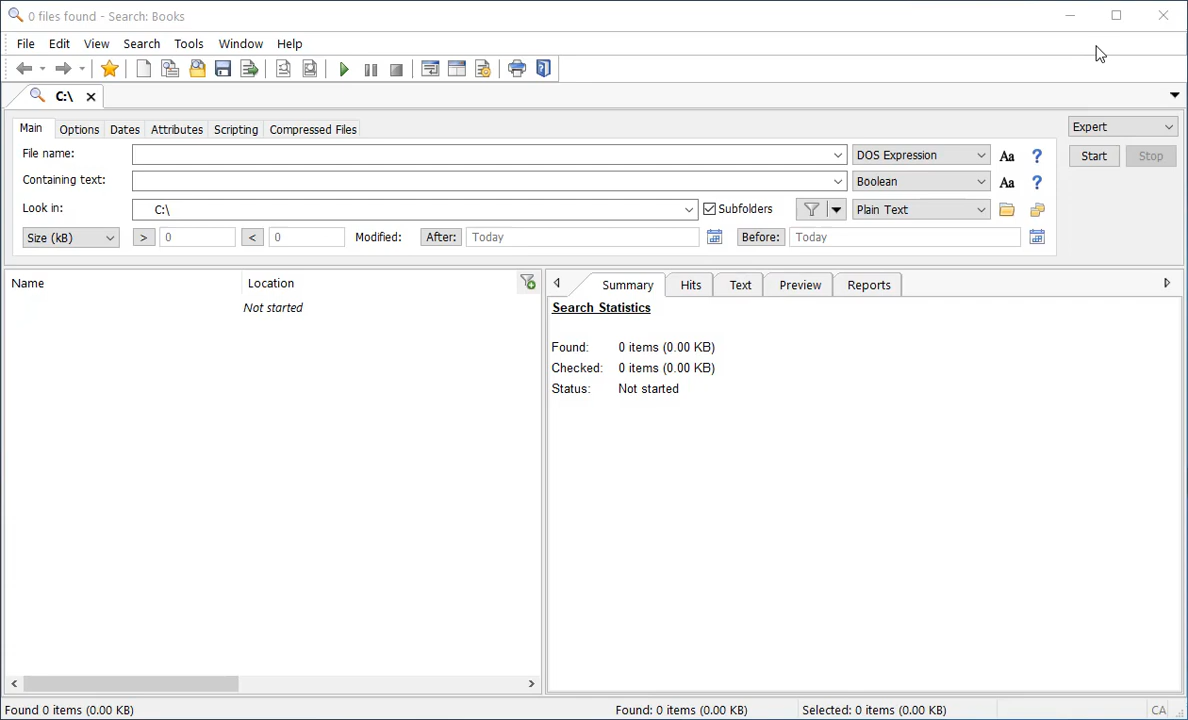 0 files found - Search: Books
File Edit View Search Tools Window Help
C:\
Main Options Dates Attributes Scripting Compressed Files
Expert
File name: DOS Expression Aa ?
Start Stop
Containing text: Boolean Aa ?
Look in: C:\ Subfolders Plain Text
Size (kB) > 0 < 0 Modified: After: Today Before: Today
Name Location
Not started
Summary Hits Text Preview Reports
Search Statistics
Found: 0 items (0.00 KB)
Checked: 0 items (0.00 KB)
Status: Not started
Found 0 items (0.00 KB) Found: 0 items (0.00 KB) Selected: 0 items (0.00 KB) CA